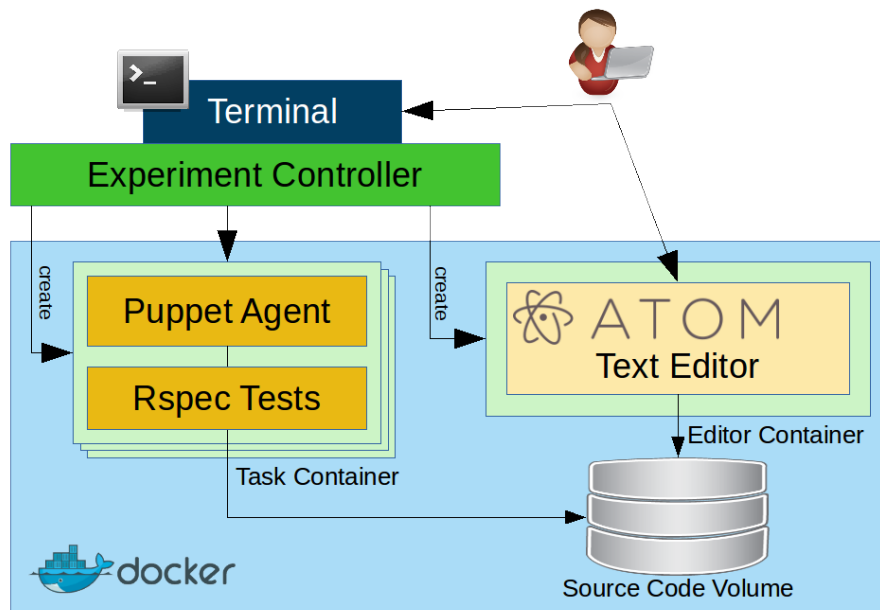 >_
Terminal
Experiment Controller
create
create
Puppet Agent
Rspec Tests
Task Container
ATOM
Text Editor
Editor Container
Source Code Volume
docker